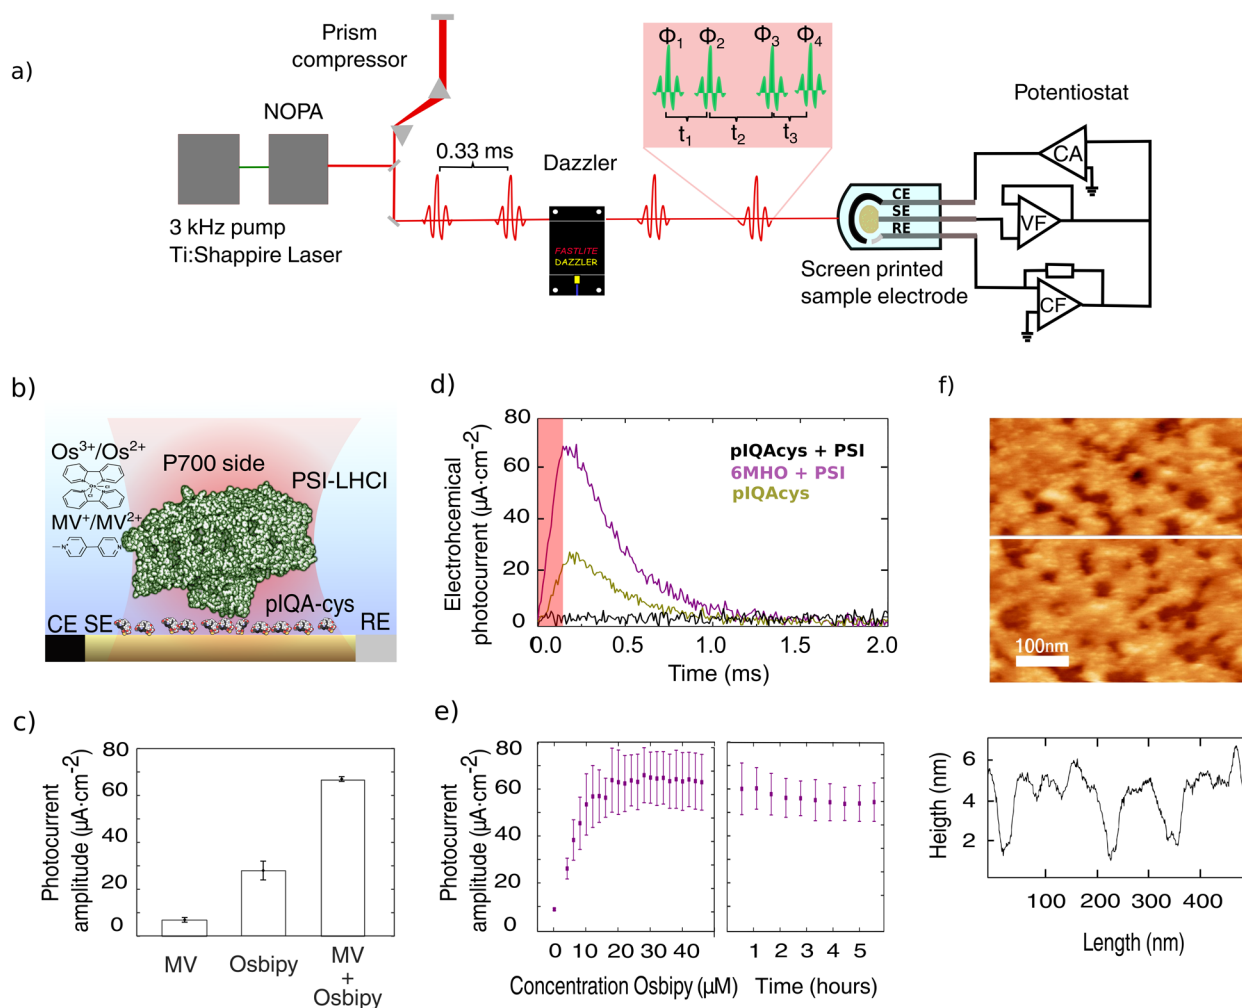 a)
Prism
compressor
NOPA
3 kHz pump
Ti:Shappire Laser
0.33 ms
Dazzler
FASTLITE
DAZZLER
Φ1 Φ2 Φ3 Φ4
t1 t2 t3
CE
SE
RE
Screen printed
sample electrode
Potentiostat
CA
VF
CF
b)
Os3+/Os2+
P700 side
PSI-LHCI
MV+/MV2+
pIQA-cys
CE SE RE
c)
Photocurrent
amplitude (µA·cm-2)
80
60
40
20
0
MV
Osbipy
MV
+
Osbipy
d)
Electrohcemical
photocurrent (µA·cm-2)
80
60
40
20
0
pIQAcys + PSI
6MHO + PSI
pIQAcys
0.0 0.5 1.0 1.5 2.0
Time (ms)
e)
Photocurrent
amplitude (µA·cm-2)
80
60
40
20
0
0 10 20 30 40
Concentration Osbipy (µM)
1 2 3 4 5
Time (hours)
f)
100nm
Heigth (nm)
6
4
2
100 200 300 400
Length (nm)